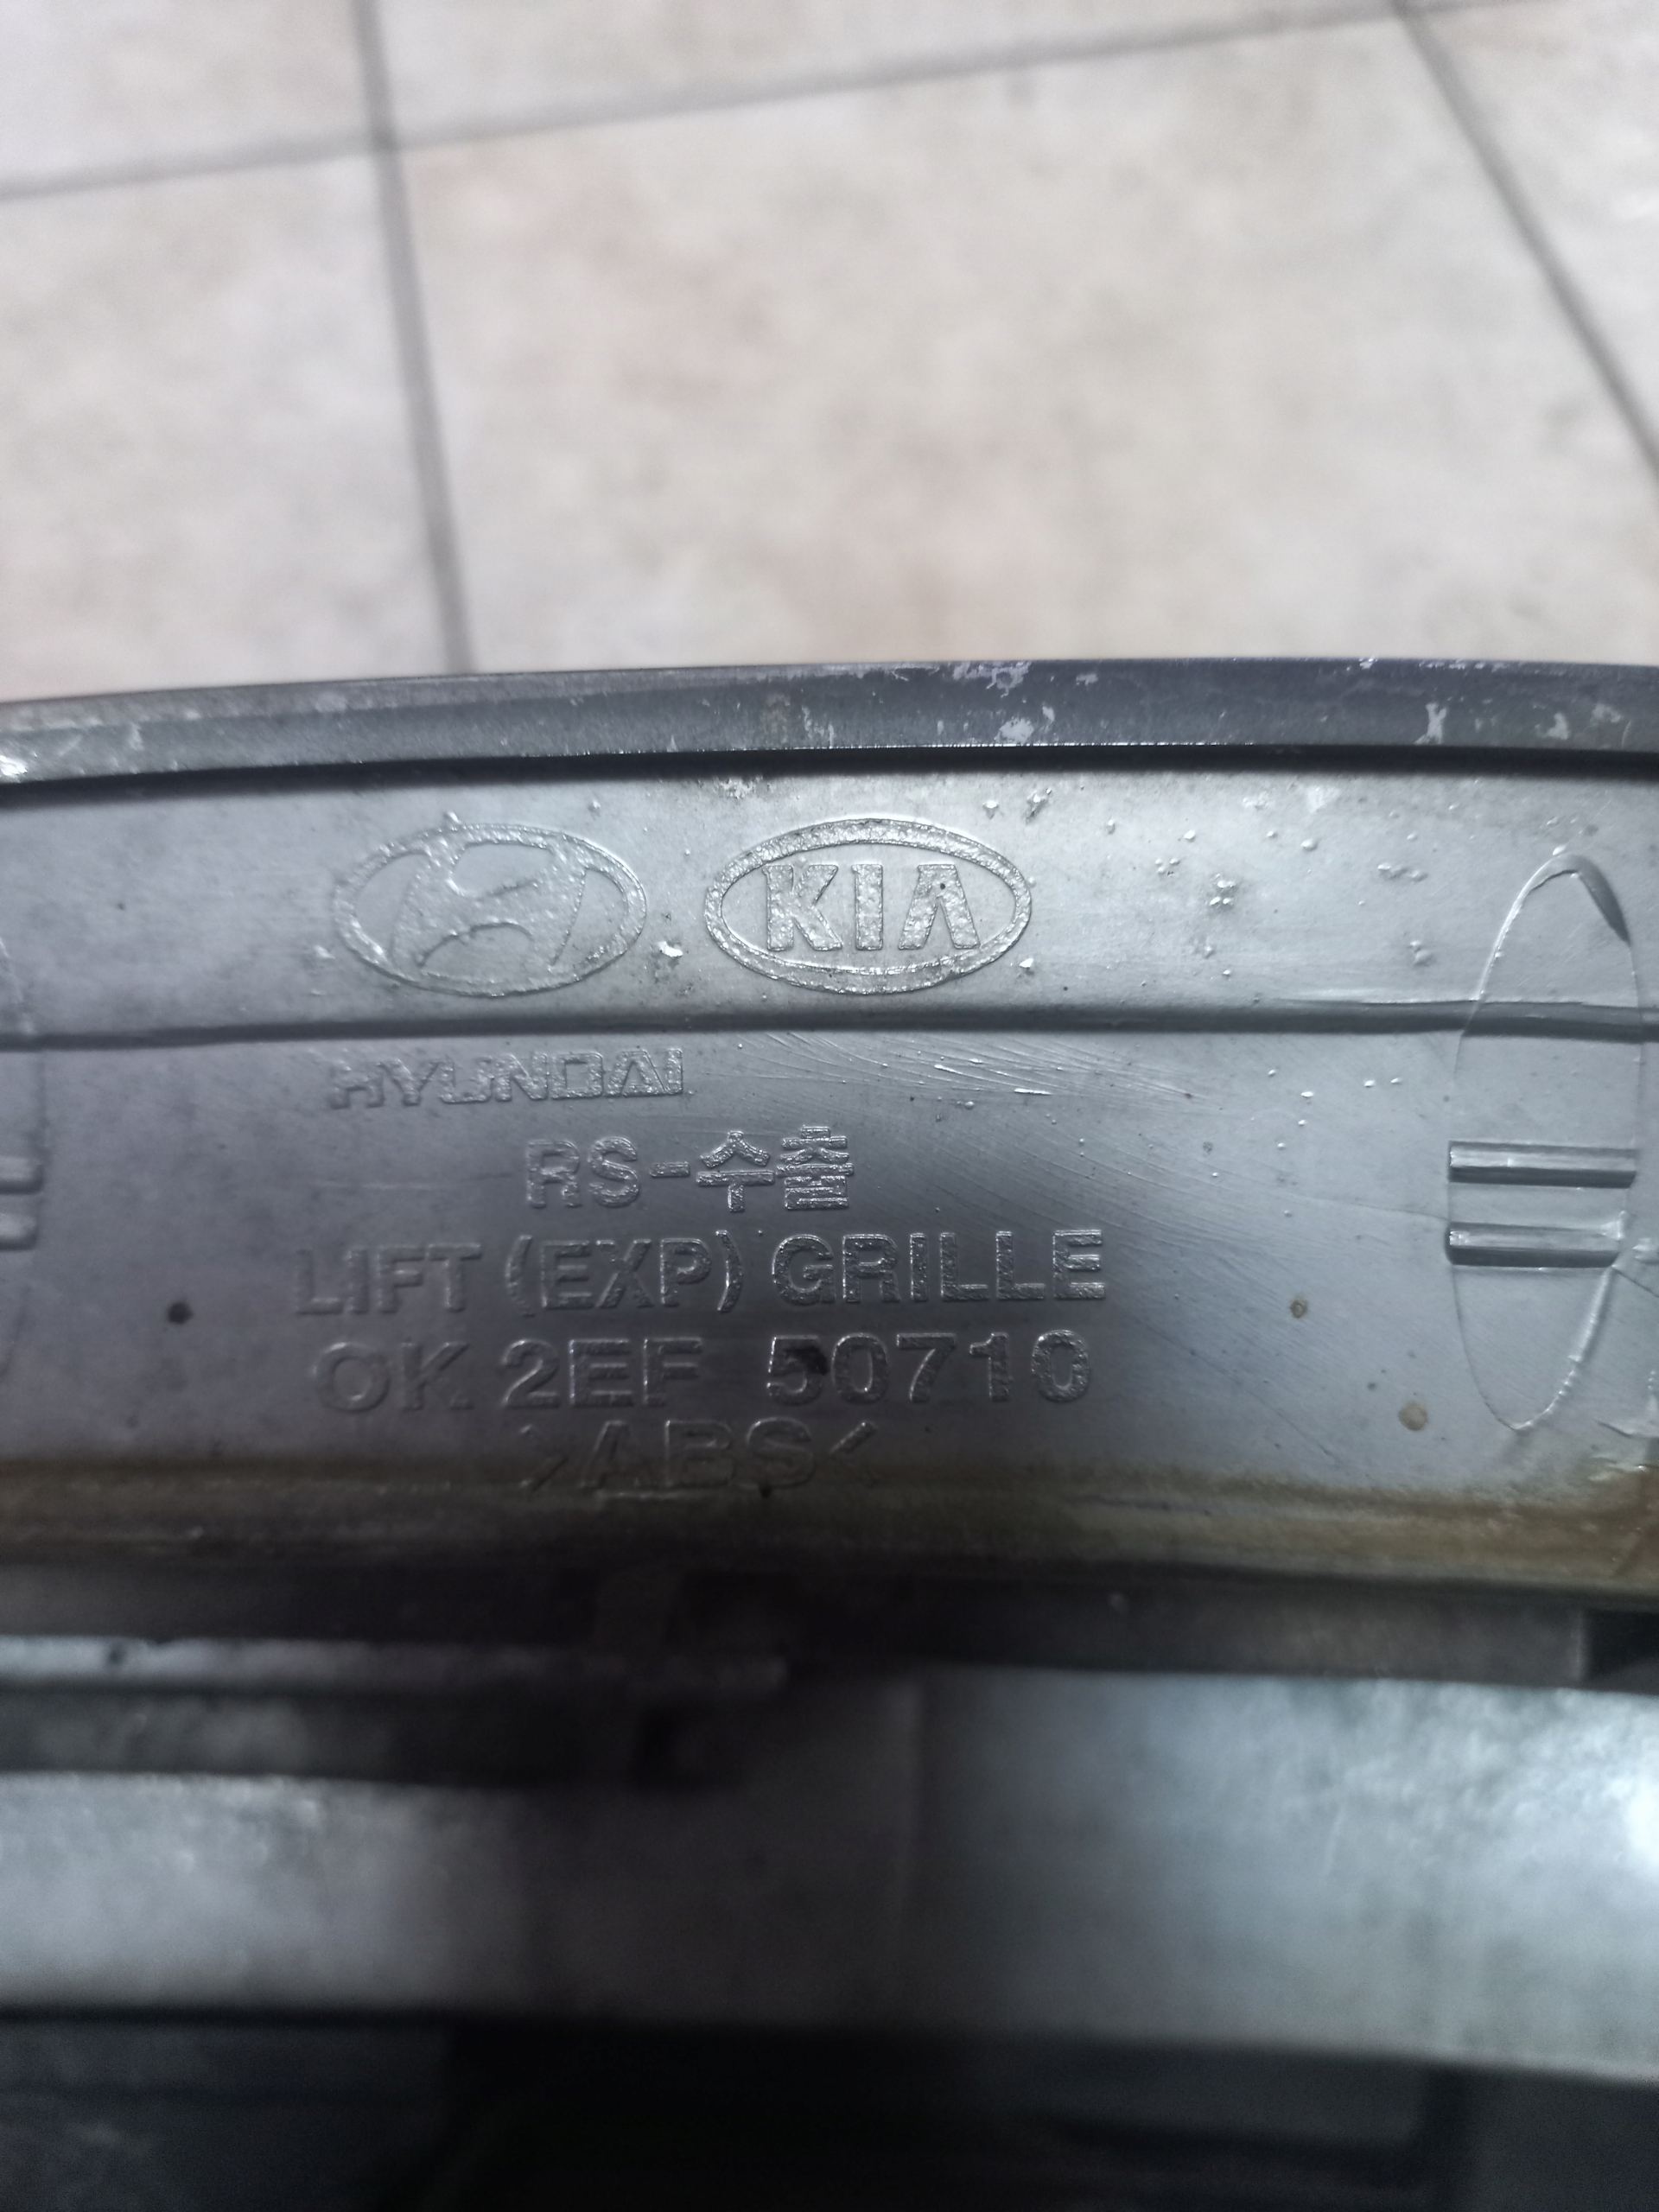 KIA
HYUNDAI
RS-수출
LIFT (EXP) GRILLE
OK 2EF 50710
>ABS<